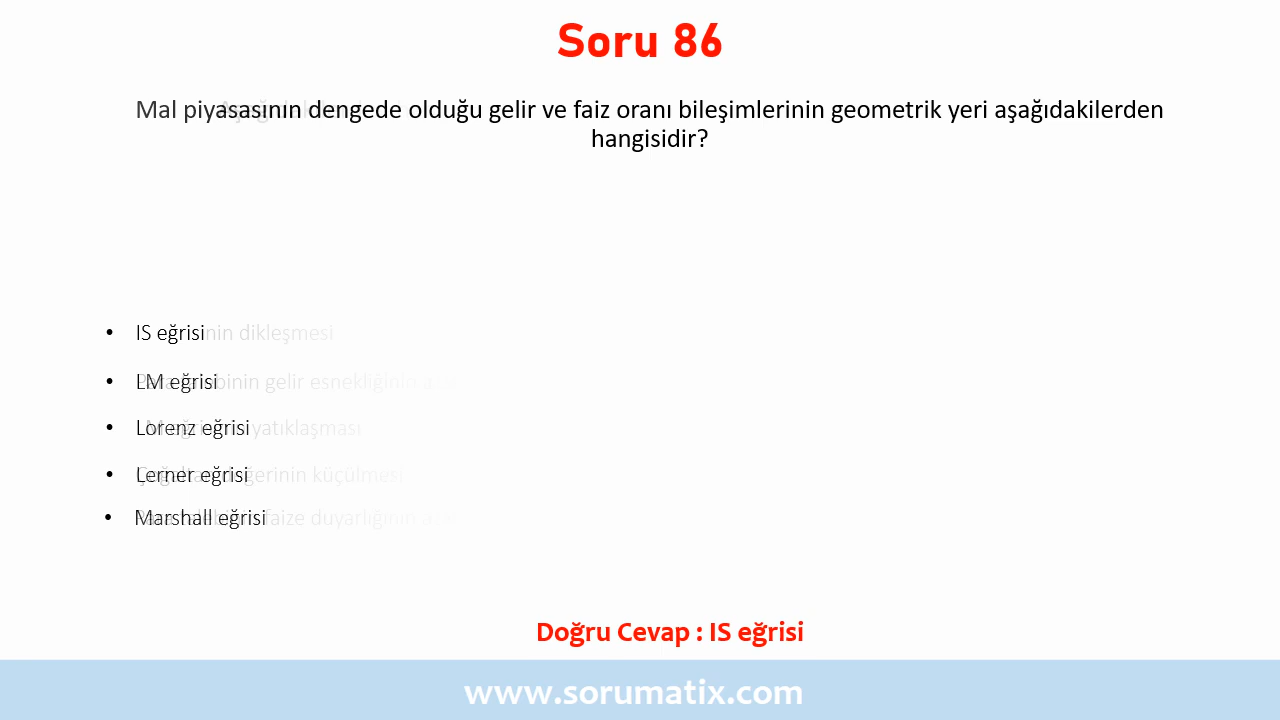 Soru 86
Mal piyasasının dengede olduğu gelir ve faiz oranı bileşimlerinin geometrik yeri aşağıdakilerden
hangisidir?
• IS eğrisi
• LM eğrisi
• Lorenz eğrisi
• Lerner eğrisi
• Marshall eğrisi
Doğru Cevap : IS eğrisi
www.sorumatix.com